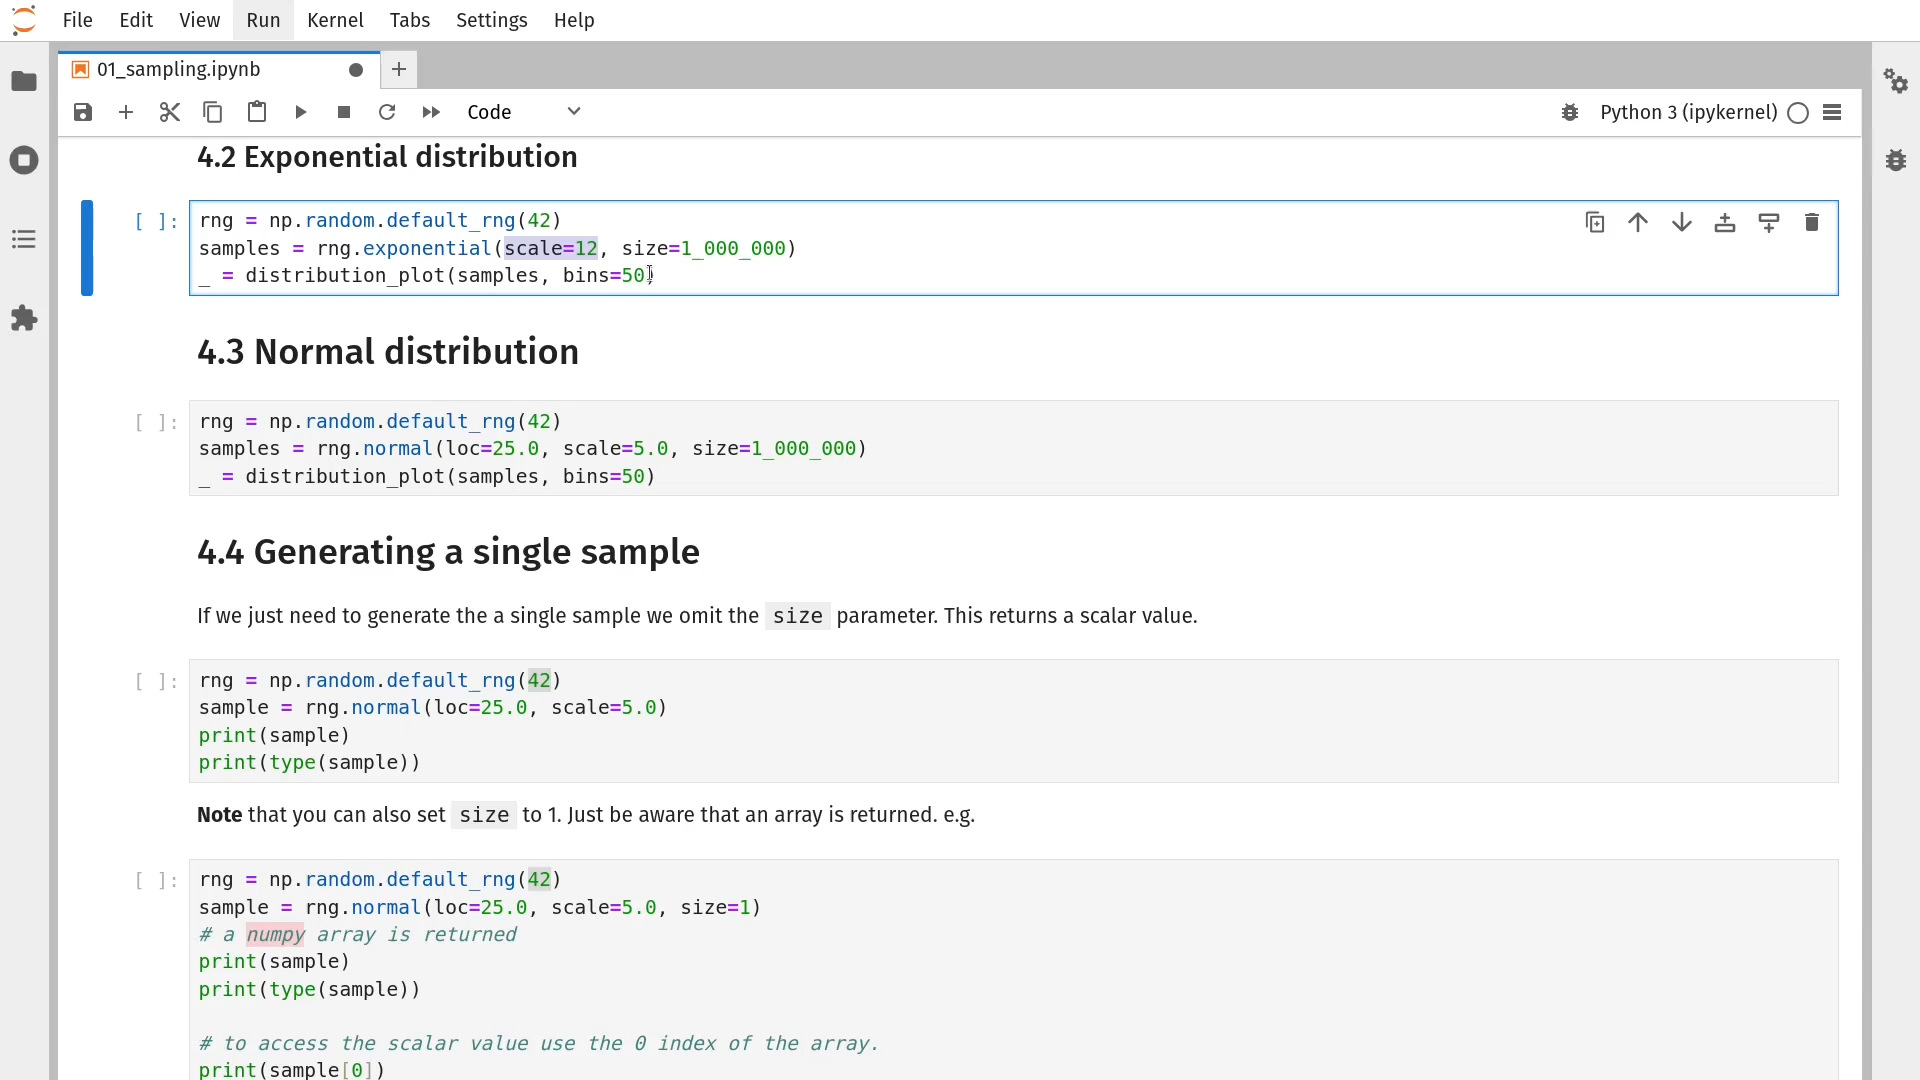 File Edit View Run Kernel Tabs Settings Help
01_sampling.ipynb
Code
Python 3 (ipykernel)
4.2 Exponential distribution
[ ]:
rng = np.random.default_rng(42)
samples = rng.exponential(scale=12, size=1_000_000)
_ = distribution_plot(samples, bins=50)
4.3 Normal distribution
[ ]:
rng = np.random.default_rng(42)
samples = rng.normal(loc=25.0, scale=5.0, size=1_000_000)
_ = distribution_plot(samples, bins=50)
4.4 Generating a single sample
If we just need to generate the a single sample we omit the size parameter. This returns a scalar value.
[ ]:
rng = np.random.default_rng(42)
sample = rng.normal(loc=25.0, scale=5.0)
print(sample)
print(type(sample))
Note that you can also set size to 1. Just be aware that an array is returned. e.g.
[ ]:
rng = np.random.default_rng(42)
sample = rng.normal(loc=25.0, scale=5.0, size=1)
# a numpy array is returned
print(sample)
print(type(sample))
# to access the scalar value use the 0 index of the array.
print(sample[0])